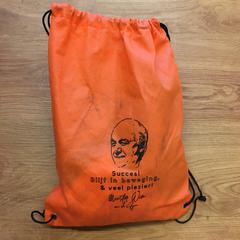 Succes!
Blijf in beweging.
& veel plezier!